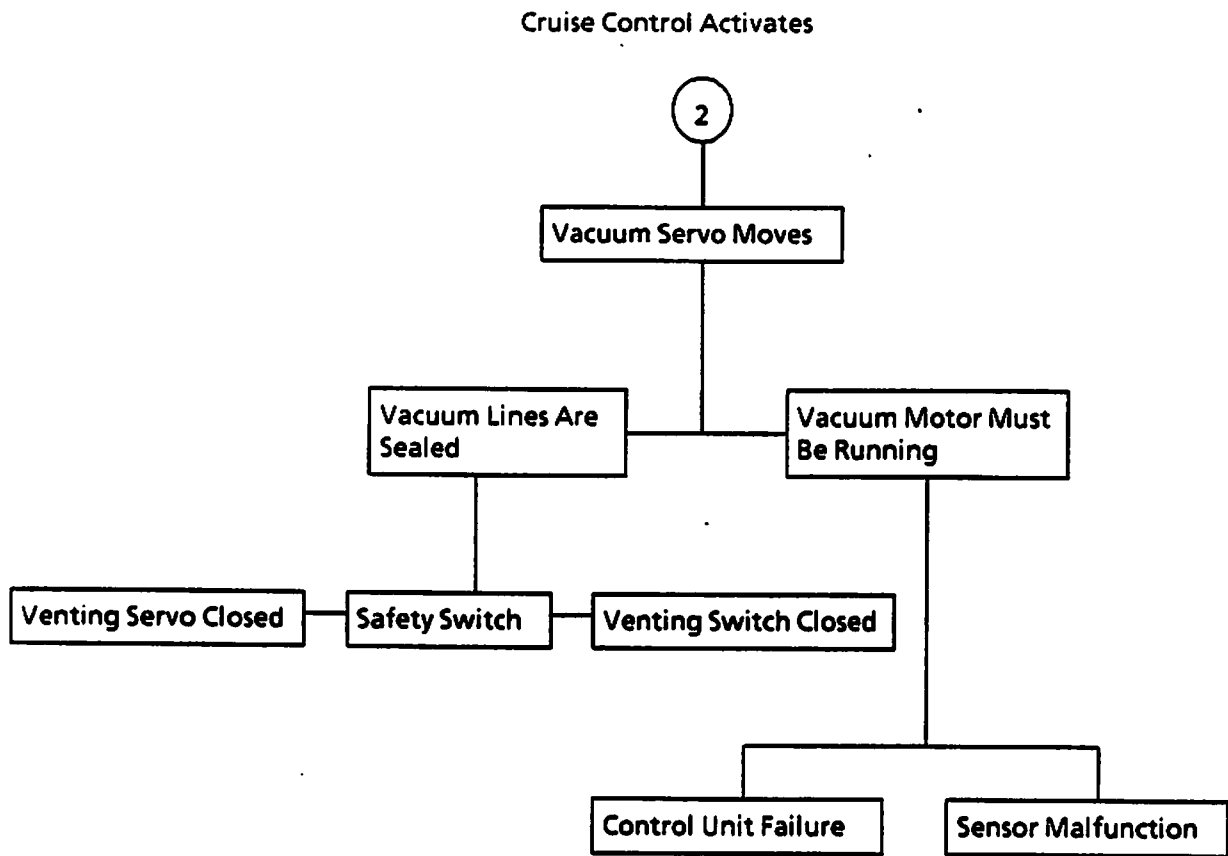 Cruise Control Activates
2
Vacuum Servo Moves
Vacuum Lines Are
Sealed
Vacuum Motor Must
Be Running
Venting Servo Closed
Safety Switch
Venting Switch Closed
Control Unit Failure
Sensor Malfunction